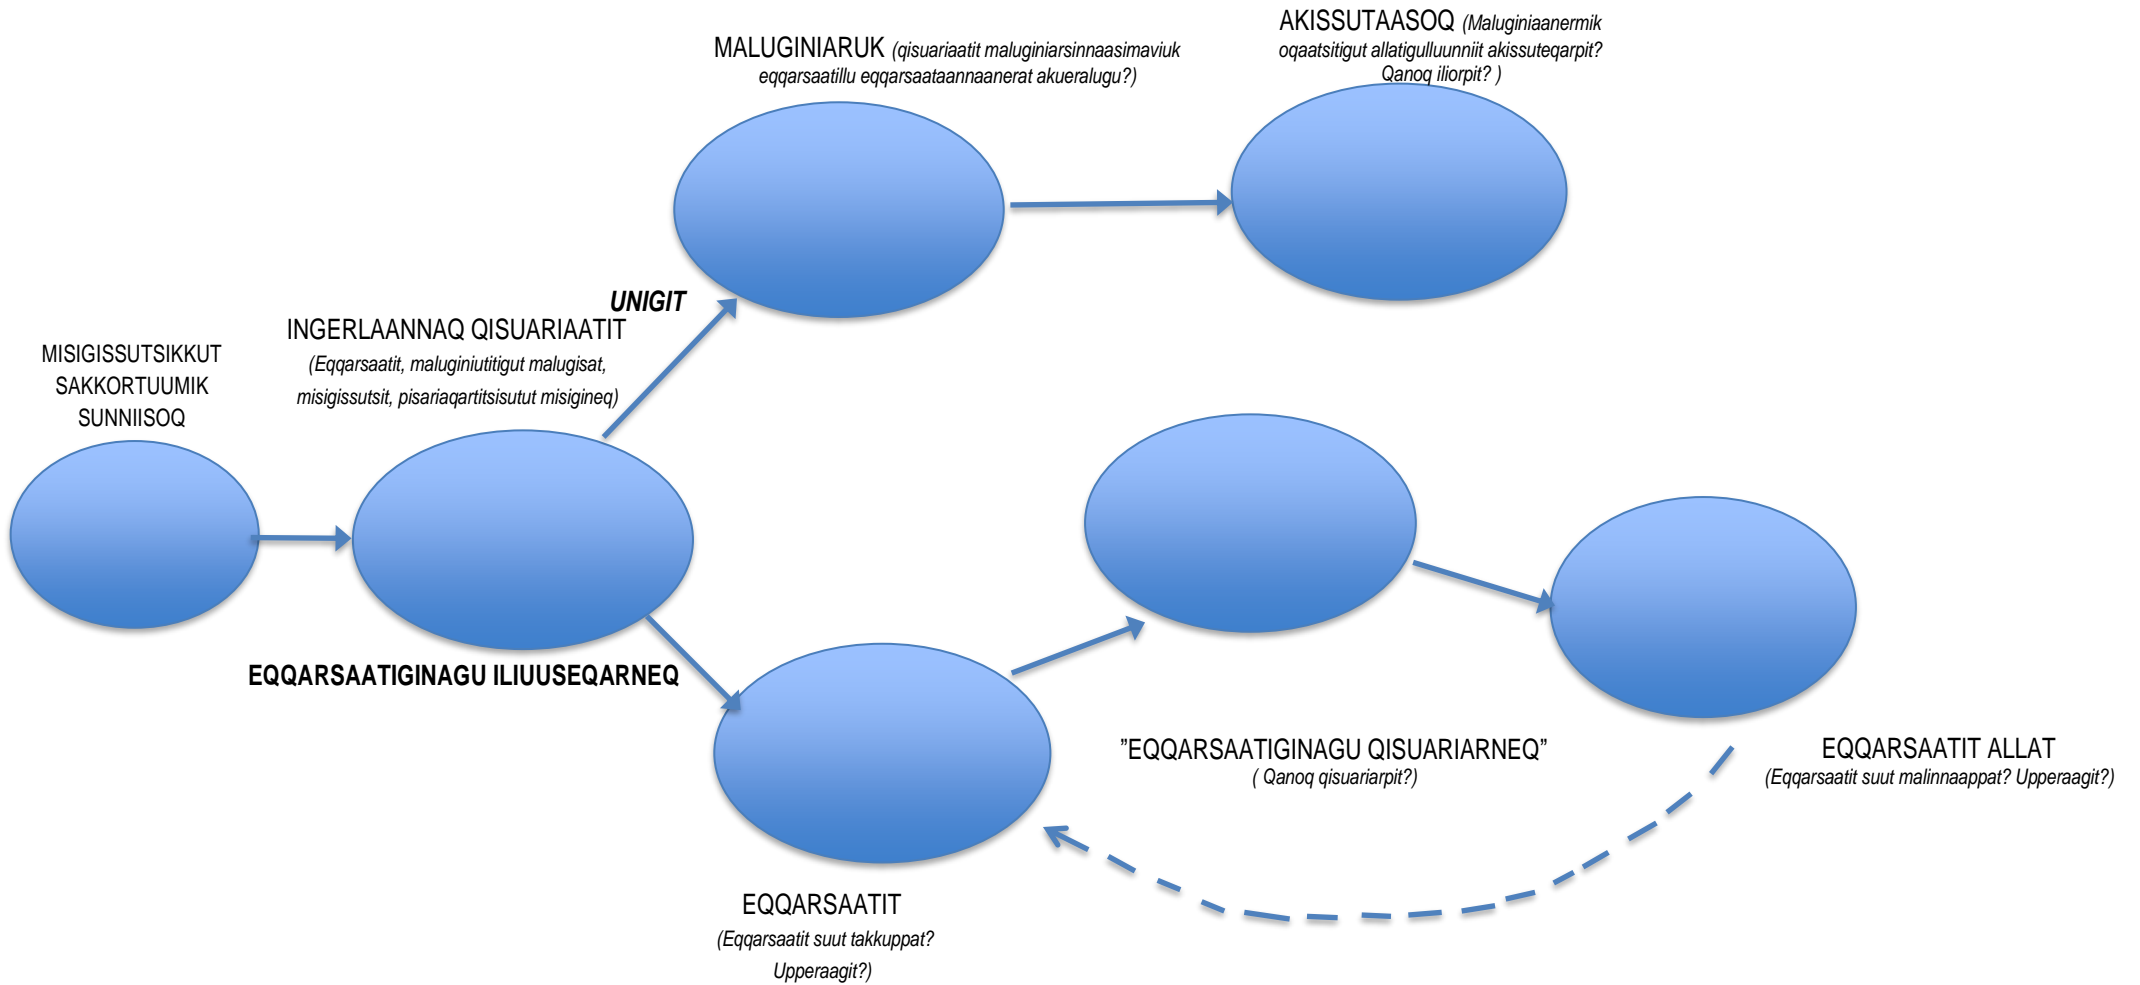 MALUGINIARUK (qisuariaatit maluginiarsinnaasimaviuk
eqqarsaatillu eqqarsaataannaanerat akueralugu?)
AKISSUTAASOQ (Maluginiaanermik
oqaatsitigut allatigulluunniit akissuteqarpit?
Qanoq iliorpit? )
UNIGIT
INGERLAANNAQ QISUARIAATIT
(Eqqarsaatit, maluginiutitigut malugisat,
misigissutsit, pisariaqartitsisutut misigineq)
MISIGISSUTSIKKUT
SAKKORTUUMIK
SUNNIISOQ
EQQARSAATIGINAGU ILIUUSEQARNEQ
EQQARSAATIT
(Eqqarsaatit suut takkuppat?
Upperaagit?)
”EQQARSAATIGINAGU QISUARIARNEQ”
( Qanoq qisuariarpit?)
EQQARSAATIT ALLAT
(Eqqarsaatit suut malinnaappat? Upperaagit?)